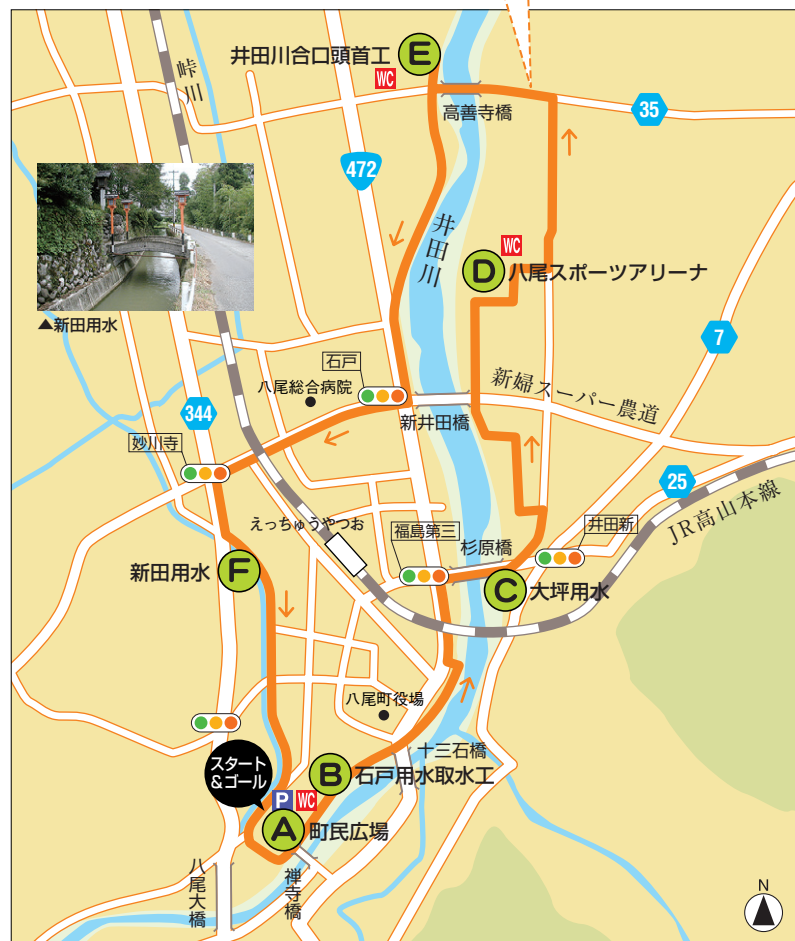 井田川合口頭首工
E
WC
高善寺橋
35
峠川
472
井田川
D
WC
八尾スポーツアリーナ
▲新田用水
7
石戸
八尾総合病院
新婦スーパー農道
新井田橋
344
妙川寺
25
JR高山本線
えっちゅうやつお
福島第三
杉原橋
井田新
新田用水
F
C
大坪用水
八尾町役場
十三石橋
スタート
&ゴール
B
石戸用水取水工
P
WC
A
町民広場
八尾大橋
禅寺橋
N